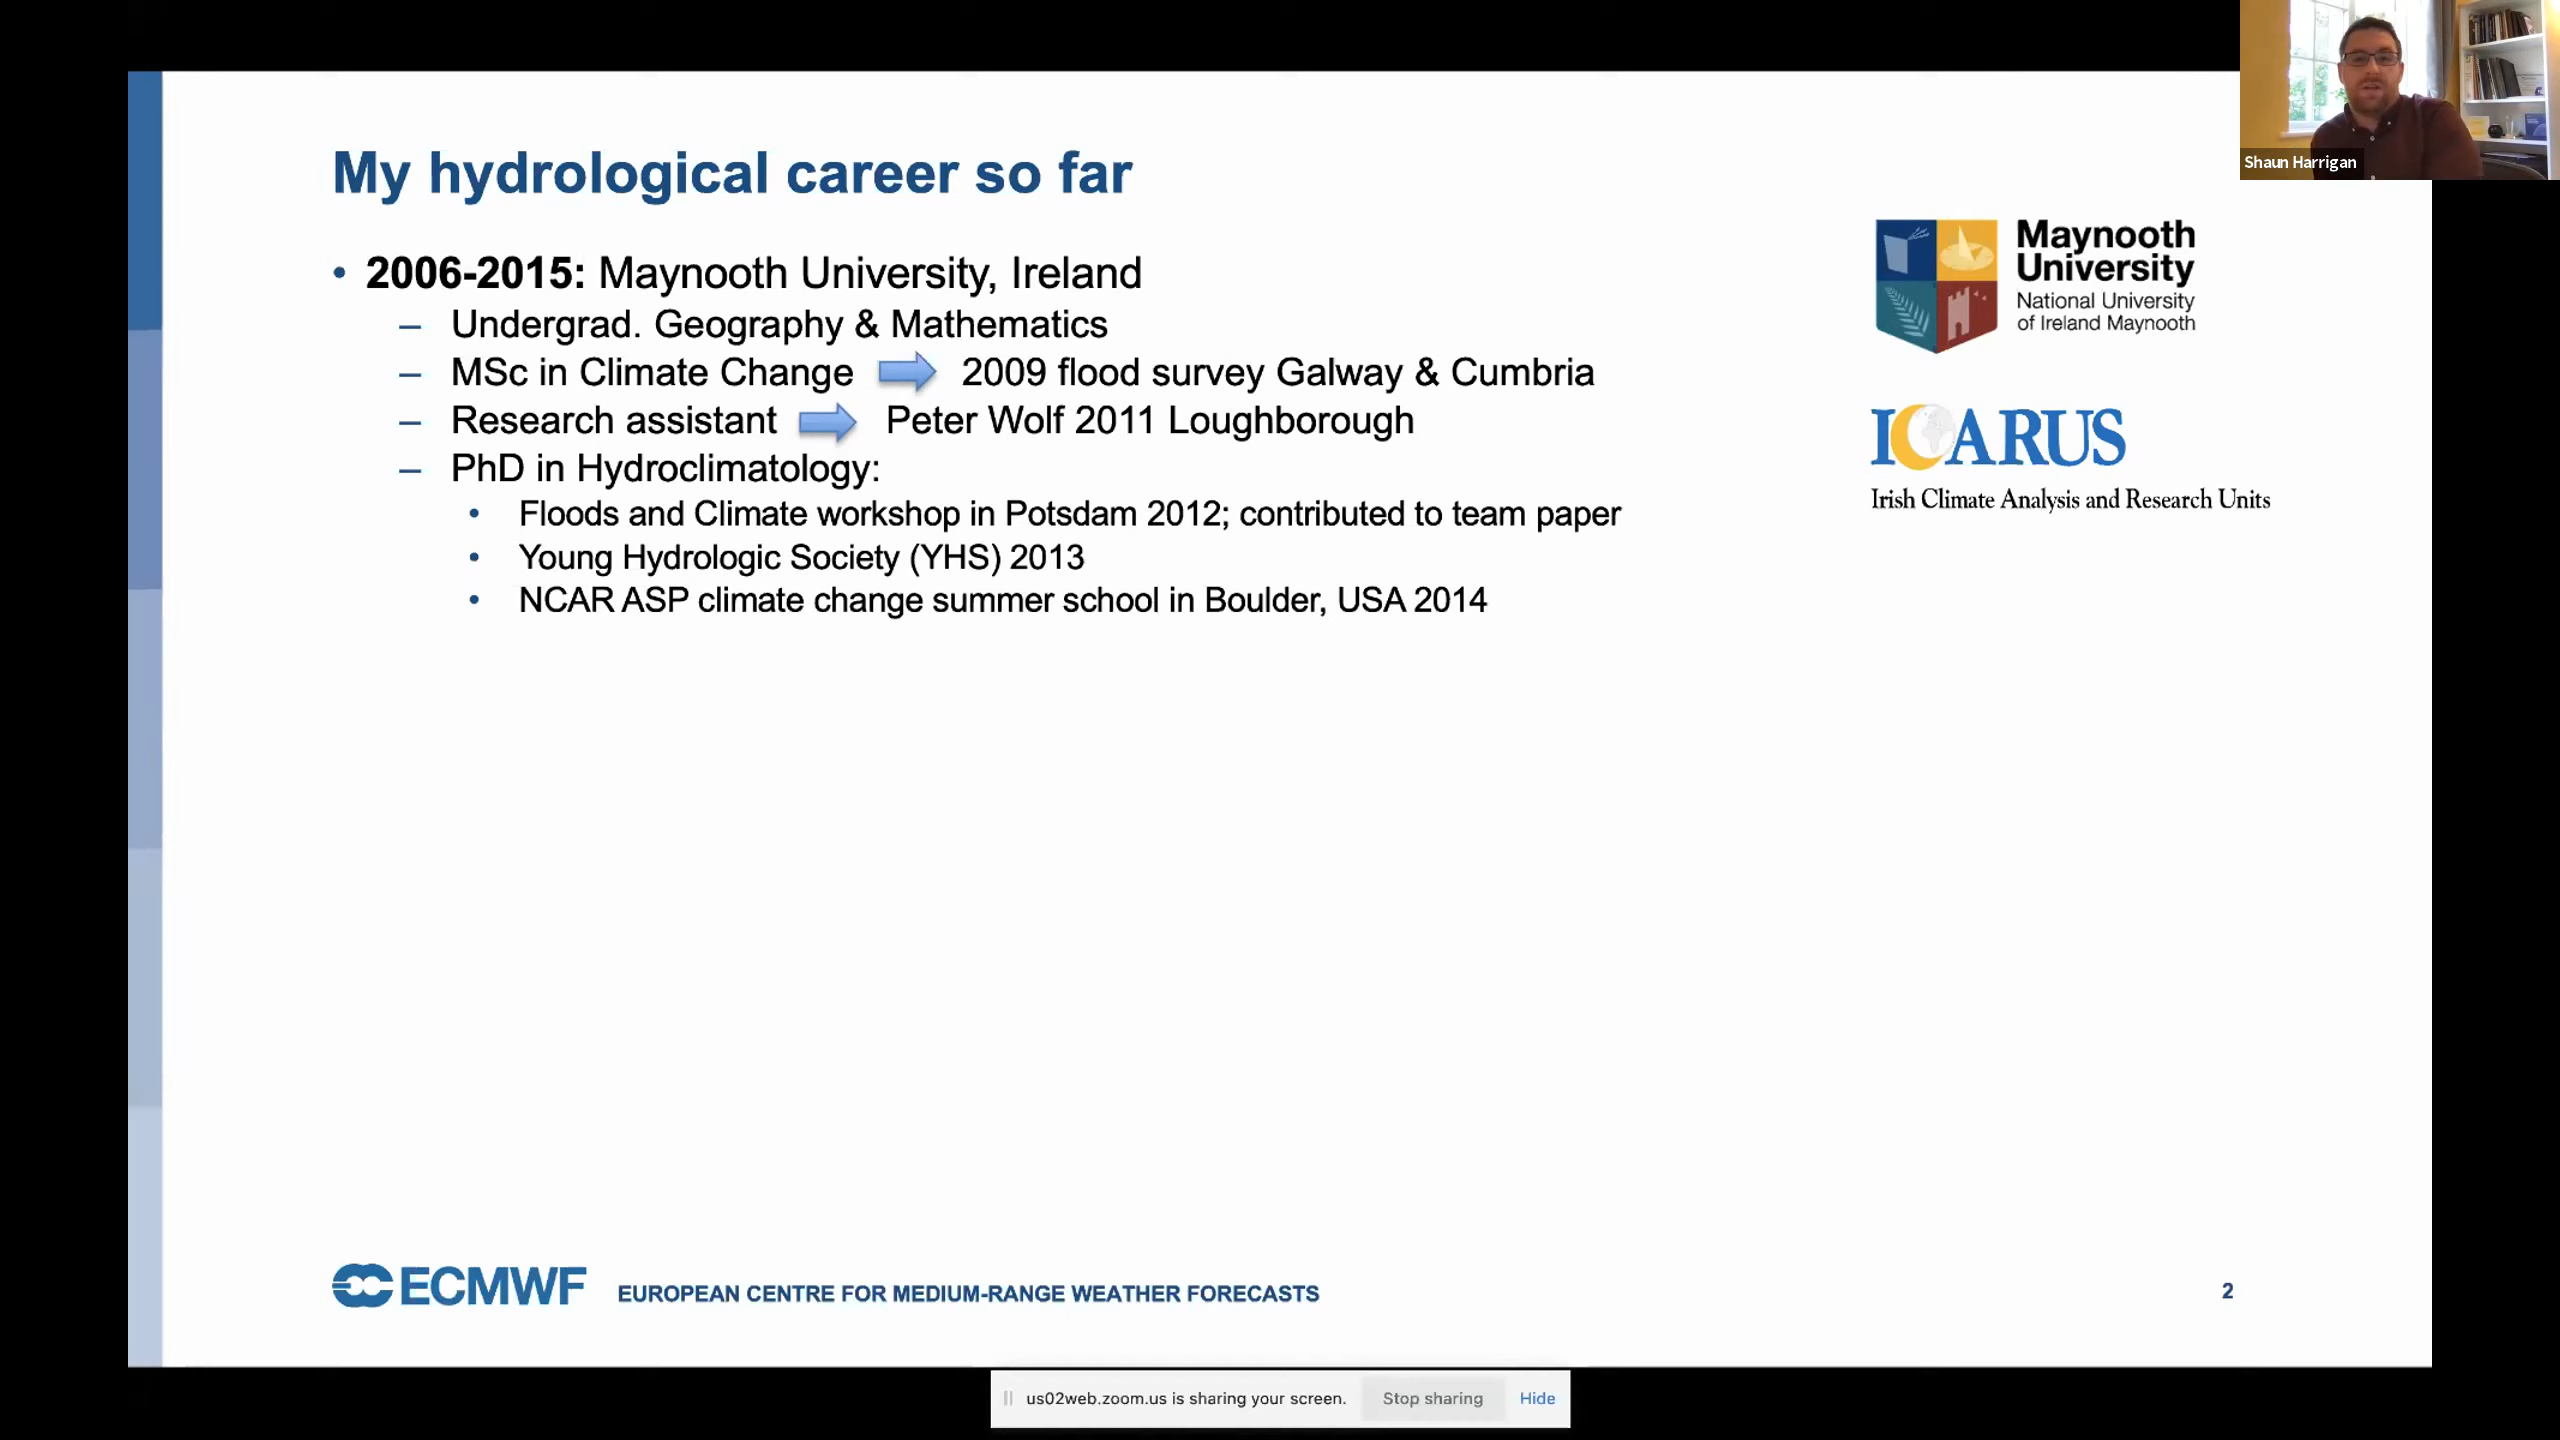 Shaun Harrigan
My hydrological career so far
• 2006-2015: Maynooth University, Ireland
– Undergrad. Geography & Mathematics
– MSc in Climate Change 2009 flood survey Galway & Cumbria
– Research assistant Peter Wolf 2011 Loughborough
– PhD in Hydroclimatology:
• Floods and Climate workshop in Potsdam 2012; contributed to team paper
• Young Hydrologic Society (YHS) 2013
• NCAR ASP climate change summer school in Boulder, USA 2014
Maynooth
University
National University
of Ireland Maynooth
ICARUS
Irish Climate Analysis and Research Units
ECMWF EUROPEAN CENTRE FOR MEDIUM-RANGE WEATHER FORECASTS
2
us02web.zoom.us is sharing your screen. Stop sharing Hide